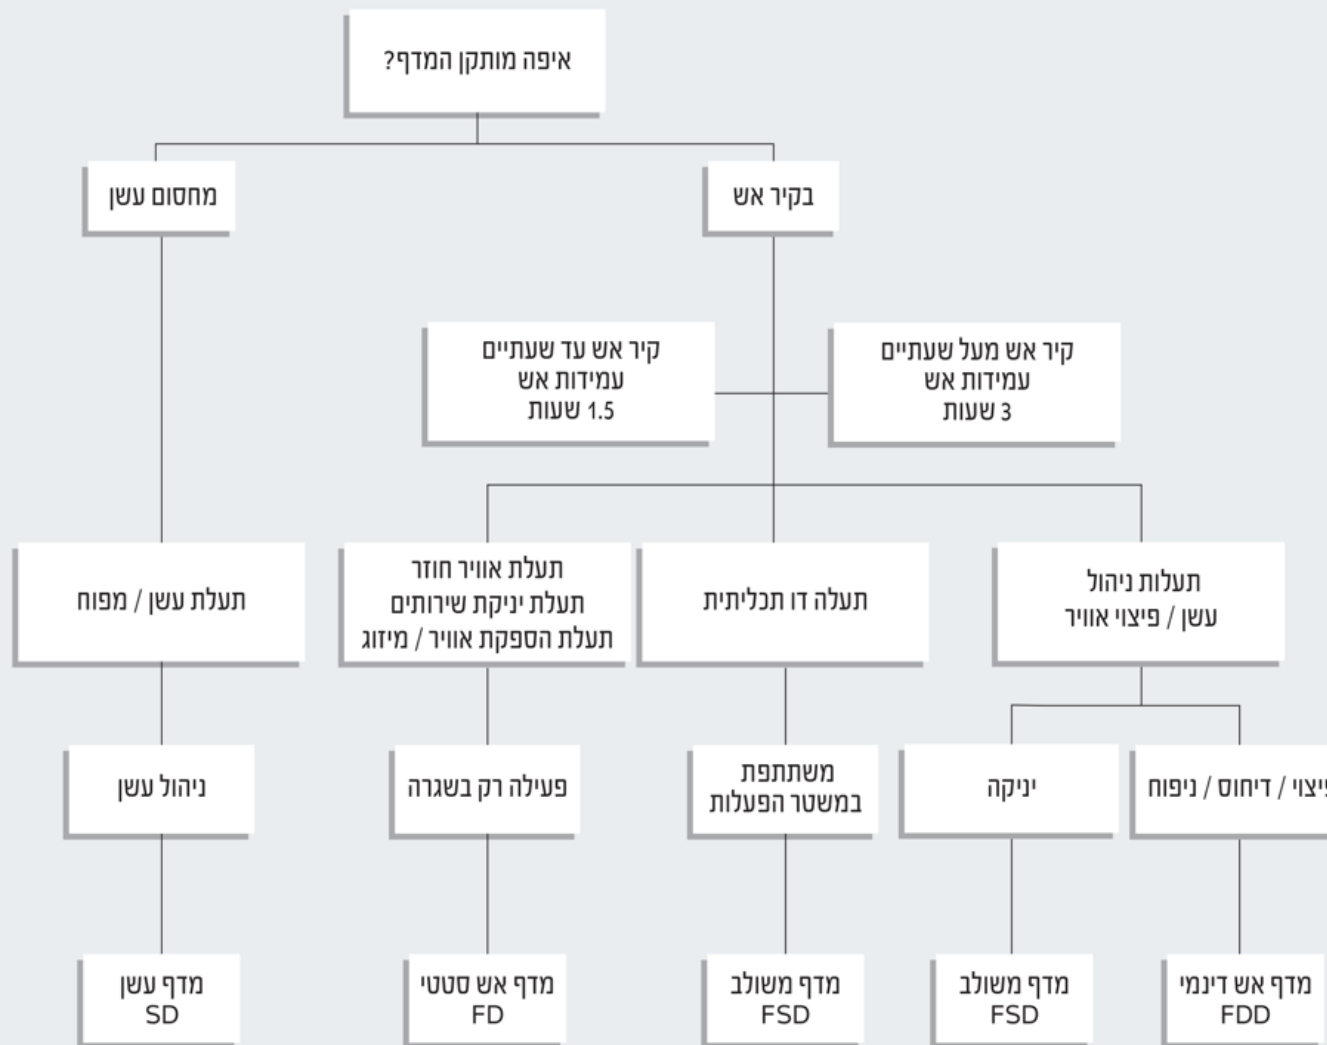 איפה מותקן המדף?
בקיר אש
מחסום עשן
קיר אש מעל שעתיים
עמידות אש
3 שעות
קיר אש עד שעתיים
עמידות אש
1.5 שעות
תעלות ניהול
עשן / פיצוי אוויר
תעלה דו תכליתית
תעלת אוויר חוזר
תעלת יניקת שירותים
תעלת הספקת אוויר / מיזוג
תעלת עשן / מפוח
פיצוי / דיחוס / ניפוח
יניקה
משתתפת
במשטר הפעלות
פעילה רק בשגרה
ניהול עשן
מדף אש דינמי
FDD
מדף משולב
FSD
מדף משולב
FSD
מדף אש סטטי
FD
מדף עשן
SD